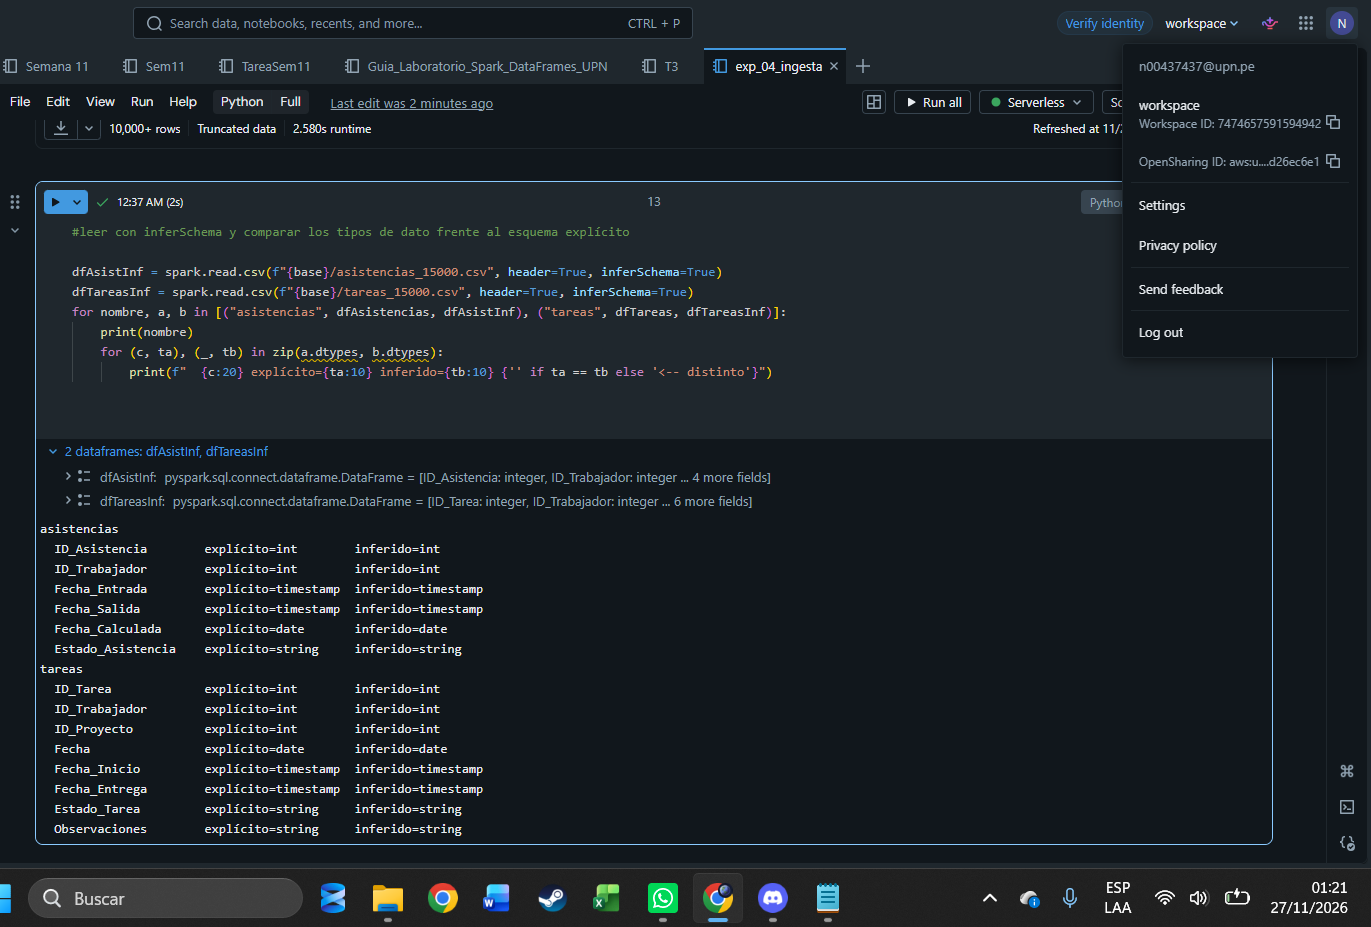 Search data, notebooks, recents, and more... CTRL + P
Verify identity workspace N
Semana 11 Sem11 TareaSem11 Guia_Laboratorio_Spark_DataFrames_UPN T3 exp_04_ingesta
n00437437@upn.pe
File Edit View Run Help Python Full Last edit was 2 minutes ago Run all Serverless Sc
workspace
Workspace ID: 7474657591594942
10,000+ rows Truncated data 2.580s runtime Refreshed at 11/2
OpenSharing ID: aws:u....d26ec6e1
Settings
Privacy policy
Send feedback
Log out
12:37 AM (2s) 13 Pytho
#leer con inferSchema y comparar los tipos de dato frente al esquema explícito
dfAsistInf = spark.read.csv(f"{base}/asistencias_15000.csv", header=True, inferSchema=True)
dfTareasInf = spark.read.csv(f"{base}/tareas_15000.csv", header=True, inferSchema=True)
for nombre, a, b in [("asistencias", dfAsistencias, dfAsistInf), ("tareas", dfTareas, dfTareasInf)]:
print(nombre)
for (c, ta), (_, tb) in zip(a.dtypes, b.dtypes):
print(f"  {c:20} explícito={ta:10} inferido={tb:10} {'' if ta == tb else '<-- distinto'}")
2 dataframes: dfAsistInf, dfTareasInf
dfAsistInf: pyspark.sql.connect.dataframe.DataFrame = [ID_Asistencia: integer, ID_Trabajador: integer ... 4 more fields]
dfTareasInf: pyspark.sql.connect.dataframe.DataFrame = [ID_Tarea: integer, ID_Trabajador: integer ... 6 more fields]
asistencias
ID_Asistencia explícito=int inferido=int
ID_Trabajador explícito=int inferido=int
Fecha_Entrada explícito=timestamp inferido=timestamp
Fecha_Salida explícito=timestamp inferido=timestamp
Fecha_Calculada explícito=date inferido=date
Estado_Asistencia explícito=string inferido=string
tareas
ID_Tarea explícito=int inferido=int
ID_Trabajador explícito=int inferido=int
ID_Proyecto explícito=int inferido=int
Fecha explícito=date inferido=date
Fecha_Inicio explícito=timestamp inferido=timestamp
Fecha_Entrega explícito=timestamp inferido=timestamp
Estado_Tarea explícito=string inferido=string
Observaciones explícito=string inferido=string
Buscar
ESP
LAA
01:21
27/11/2026